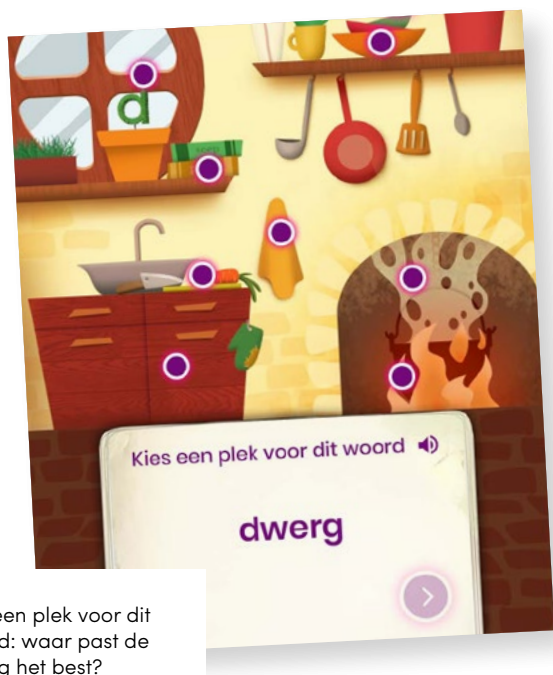 d
Kies een plek voor dit woord
dwerg
een plek voor dit
d: waar past de
g het best?